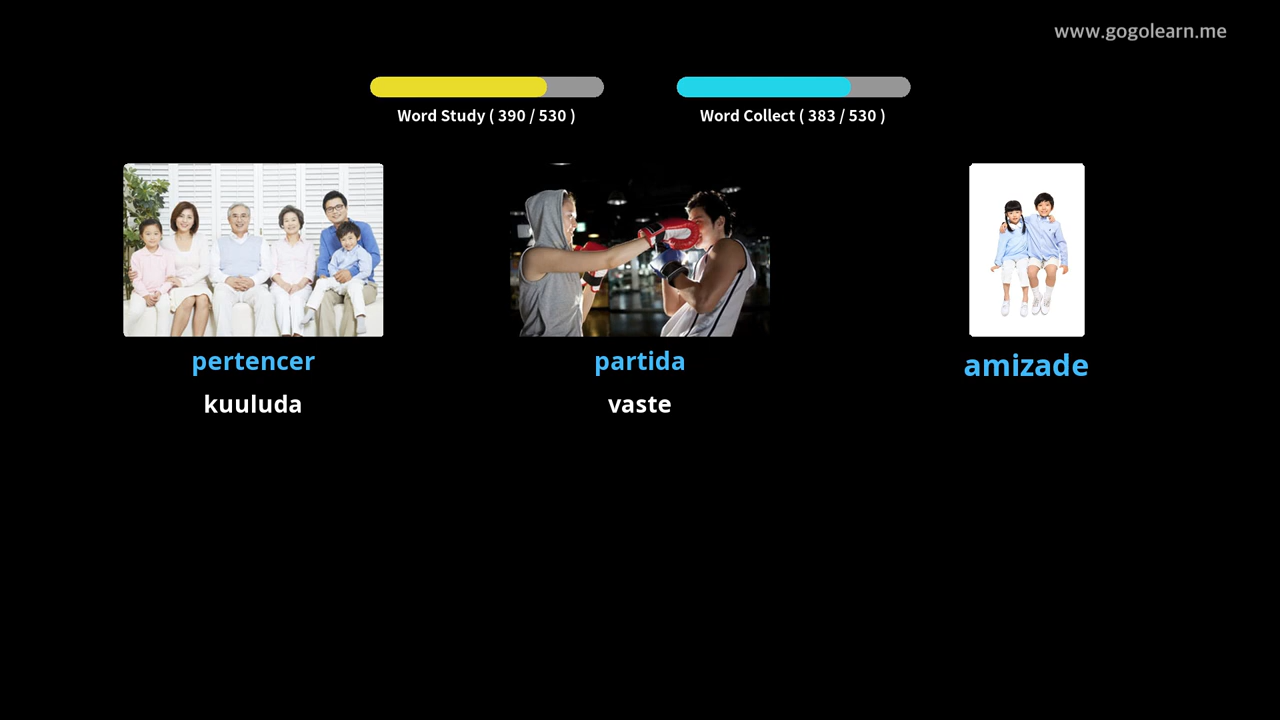 www.gogolearn.me
Word Study ( 390 / 530 )
Word Collect ( 383 / 530 )
pertencer
kuuluda
partida
vaste
amizade